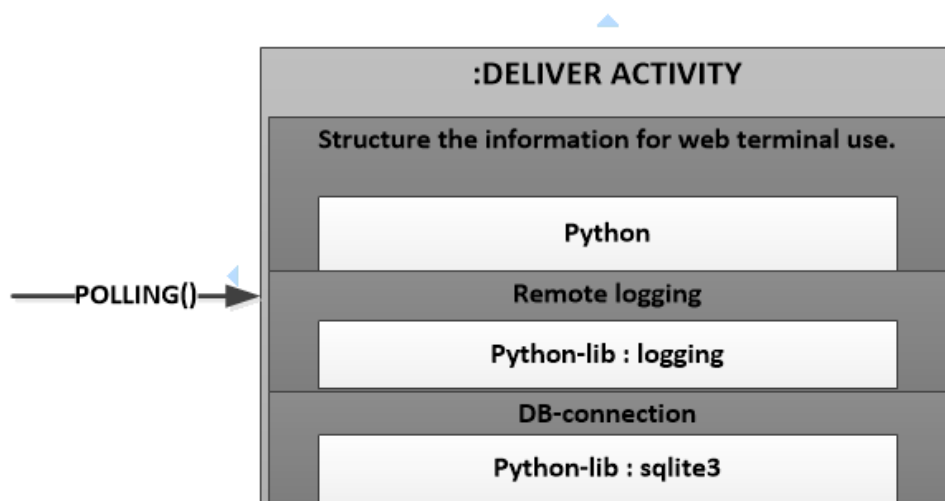 :DELIVER ACTIVITY
Structure the information for web terminal use.
Python
POLLING()
Remote logging
Python-lib : logging
DB-connection
Python-lib : sqlite3